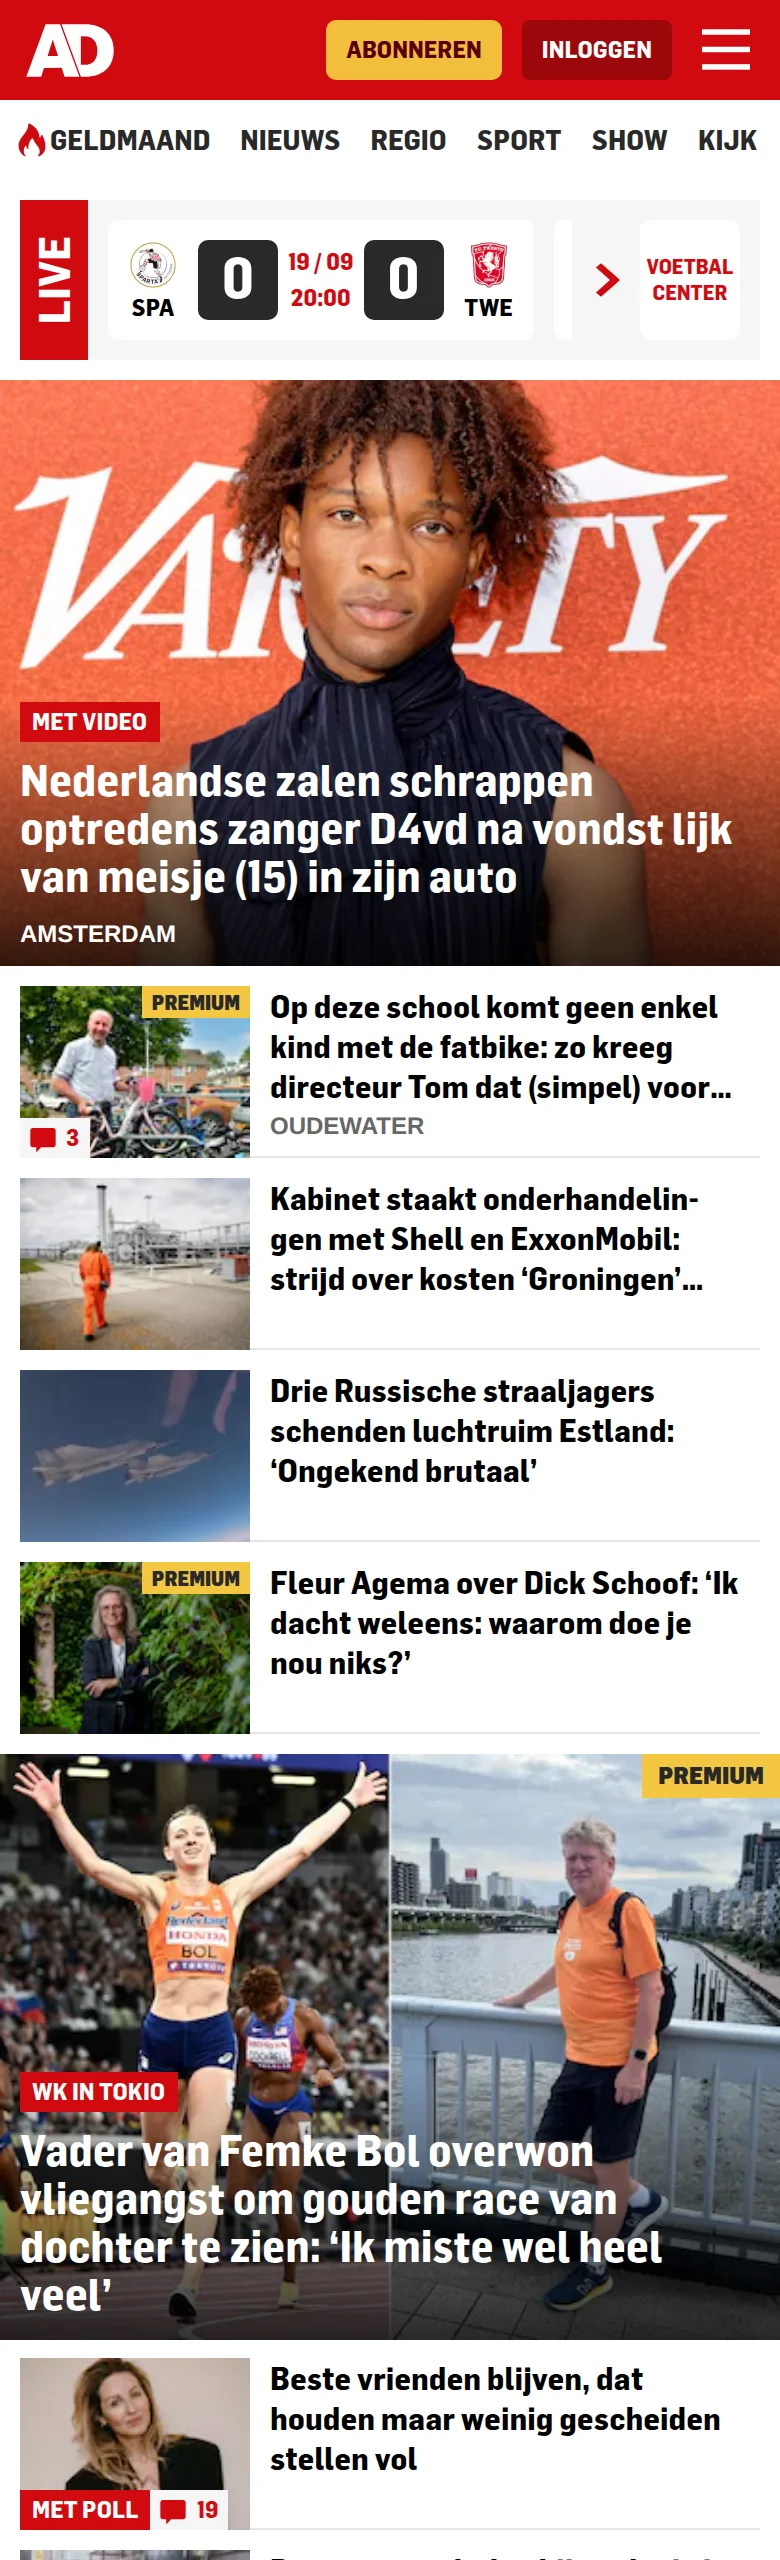 AD
ABONNEREN
INLOGGEN
GELDMAAND NIEUWS REGIO SPORT SHOW KIJK
LIVE
SPA
0
19 / 09
20:00
0
TWE
VOETBAL
CENTER
VARIETY
MET VIDEO
Nederlandse zalen schrappen
optredens zanger D4vd na vondst lijk
van meisje (15) in zijn auto
AMSTERDAM
PREMIUM
3
Op deze school komt geen enkel
kind met de fatbike: zo kreeg
directeur Tom dat (simpel) voor...
OUDEWATER
Kabinet staakt onderhandelin-
gen met Shell en ExxonMobil:
strijd over kosten ‘Groningen’...
Drie Russische straaljagers
schenden luchtruim Estland:
‘Ongekend brutaal’
PREMIUM
Fleur Agema over Dick Schoof: ‘Ik
dacht weleens: waarom doe je
nou niks?’
PREMIUM
Nederland
HONDA
BOL
TOKYO
WK IN TOKIO
Vader van Femke Bol overwon
vliegangst om gouden race van
dochter te zien: ‘Ik miste wel heel
veel’
MET POLL
19
Beste vrienden blijven, dat
houden maar weinig gescheiden
stellen vol